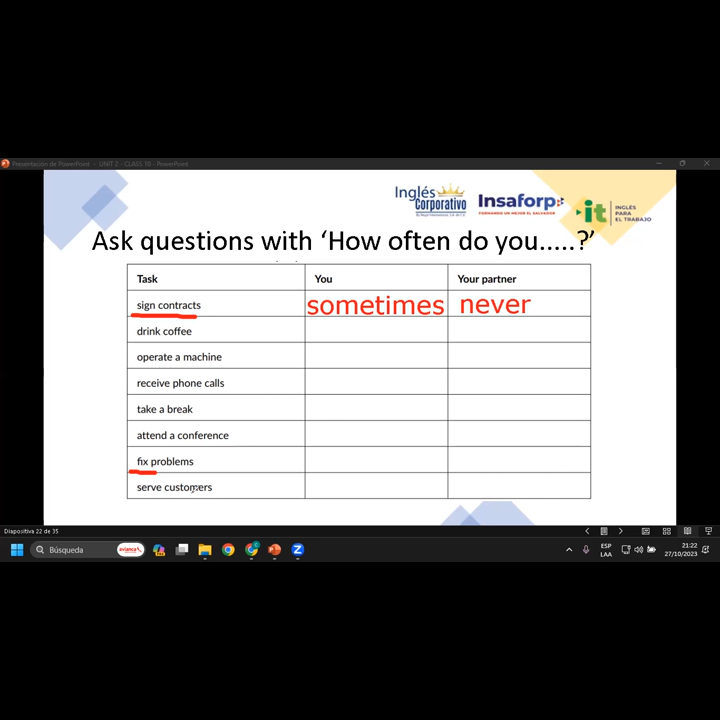 Presentación de PowerPoint - UNIT 2 - CLASS 10 - PowerPoint
Inglés
Corporativo
Insaforp
FORMANDO UN MEJOR EL SALVADOR
it
INGLÉS
PARA
EL TRABAJO
Ask questions with ‘How often do you.....?’
Task You Your partner
sign contracts sometimes never
drink coffee
operate a machine
receive phone calls
take a break
attend a conference
fix problems
serve customers
Diapositiva 22 de 35
Búsqueda
avianca
ESP
LAA
21:22
27/10/2023